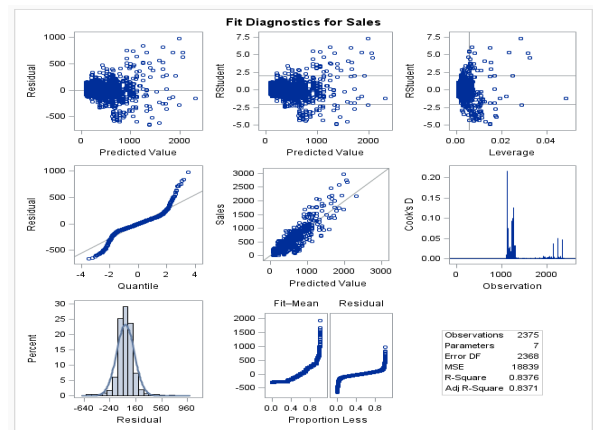 Fit Diagnostics for Sales
1000
500
0
-500
Residual
0 1000 2000
Predicted Value
7.5
5.0
2.5
0.0
-2.5
-5.0
RStudent
0 1000 2000
Predicted Value
7.5
5.0
2.5
0.0
-2.5
-5.0
RStudent
0.00 0.02 0.04
Leverage
1000
500
0
-500
Residual
-4 -2 0 2 4
Quantile
3000
2500
2000
1500
1000
500
0
Sales
0 1000 2000 3000
Predicted Value
0.20
0.15
0.10
0.05
0.00
Cook's D
0 1000 2000
Observation
30
25
20
15
10
5
0
Percent
-640 -240 160 560 960
Residual
Fit–Mean Residual
2000
1500
1000
500
0
-500
0.0 0.4 0.8 0.0 0.4 0.8
Proportion Less
Observations 2375
Parameters 7
Error DF 2368
MSE 18839
R-Square 0.8376
Adj R-Square 0.8371